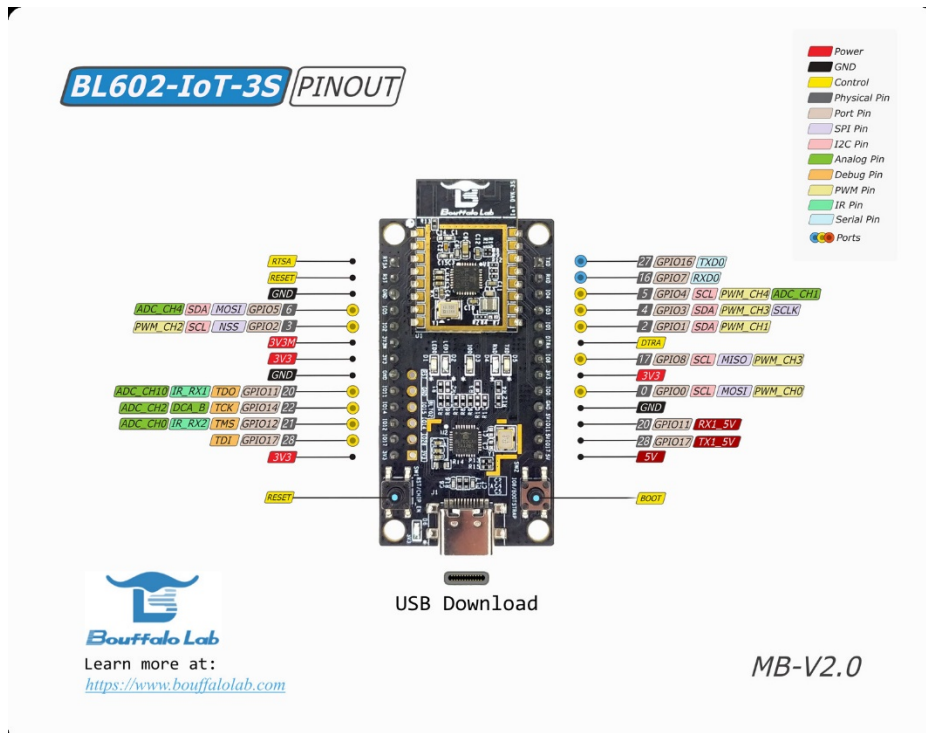 BL602-IoT-3S PINOUT
Power
GND
Control
Physical Pin
Port Pin
SPI Pin
I2C Pin
Analog Pin
Debug Pin
PWM Pin
IR Pin
Serial Pin
Ports
Bouffalo Lab
RTSA
RESET
GND
ADC_CH4 SDA MOSI GPIO5 6
PWM_CH2 SCL NSS GPIO2 3
3V3M
3V3
GND
ADC_CH10 IR_RX1 TDO GPIO11 20
ADC_CH2 DCA_B TCK GPIO14 22
ADC_CH0 IR_RX2 TMS GPIO12 21
TDI GPIO17 28
3V3
RESET
27 GPIO16 TXD0
16 GPIO7 RXD0
5 GPIO4 SCL PWM_CH4 ADC_CH1
4 GPIO3 SDA PWM_CH3 SCLK
2 GPIO1 SDA PWM_CH1
DTRA
17 GPIO8 SCL MISO PWM_CH3
3V3
0 GPIO0 SCL MOSI PWM_CH0
GND
20 GPIO11 RX1_5V
28 GPIO17 TX1_5V
5V
BOOT
USB Download
Bouffalo Lab
Learn more at:
https://www.bouffalolab.com
MB-V2.0